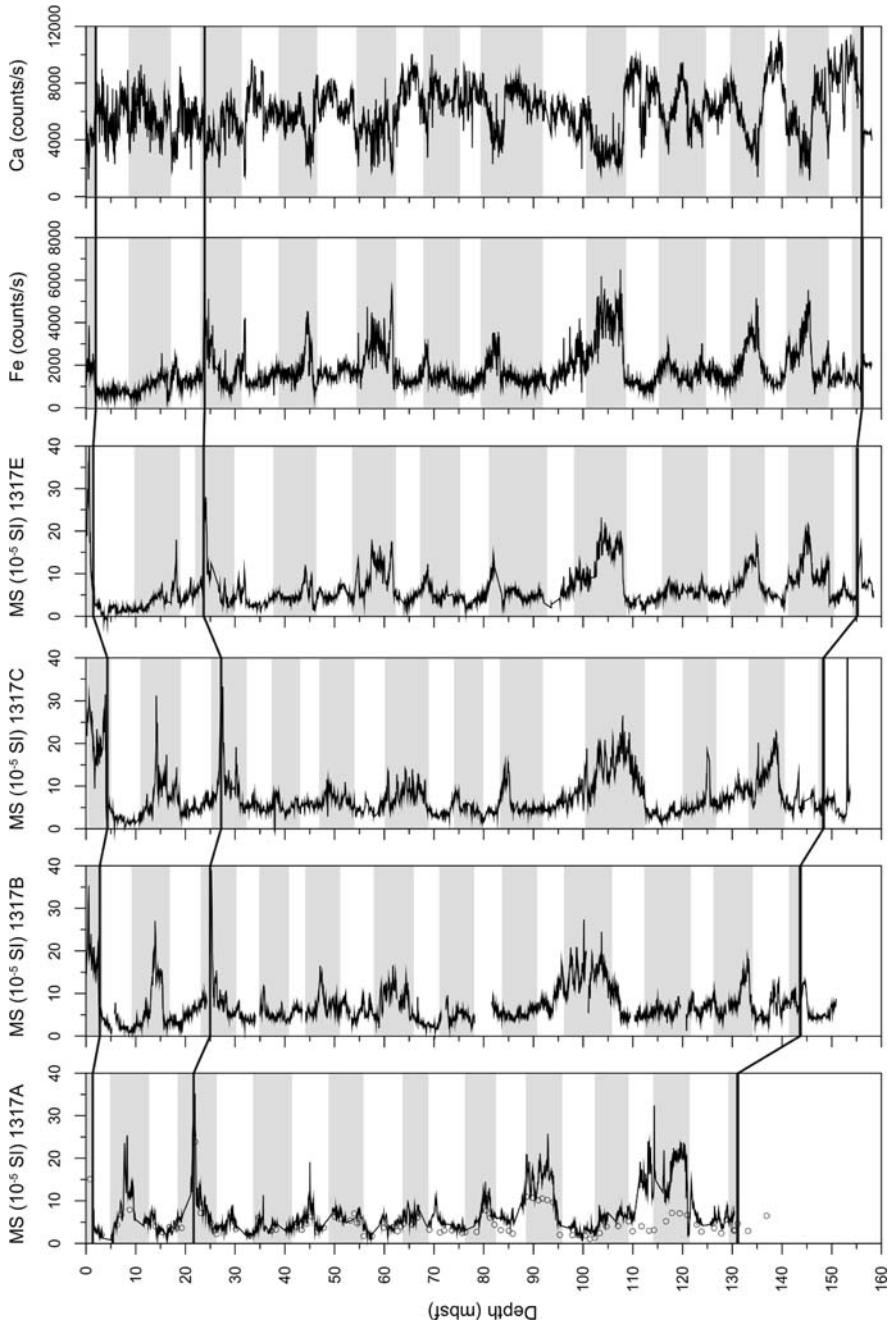 MS (10⁻⁵ SI) 1317A
MS (10⁻⁵ SI) 1317B
MS (10⁻⁵ SI) 1317C
MS (10⁻⁵ SI) 1317E
Fe (counts/s)
Ca (counts/s)
0 10 20 30 40
0 10 20 30 40
0 10 20 30 40
0 10 20 30 40
0 2000 4000 6000 8000
0 4000 8000 12000
0
10
20
30
40
50
60
70
80
90
100
110
120
130
140
150
160
Depth (mbsf)